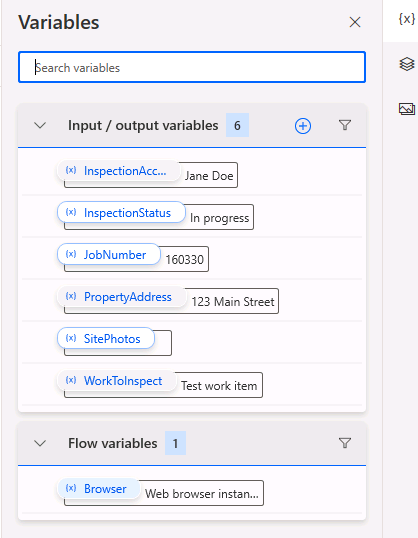 Variables
{x}
Search variables
Input / output variables 6
(x) InspectionAcc... Jane Doe
(x) InspectionStatus In progress
(x) JobNumber 160330
(x) PropertyAddress 123 Main Street
(x) SitePhotos
(x) WorkToInspect Test work item
Flow variables 1
(x) Browser Web browser instan...